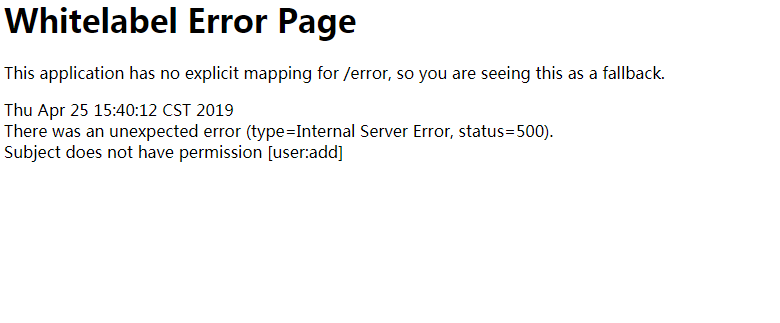 Whitelabel Error Page
This application has no explicit mapping for /error, so you are seeing this as a fallback.
Thu Apr 25 15:40:12 CST 2019
There was an unexpected error (type=Internal Server Error, status=500).
Subject does not have permission [user:add]